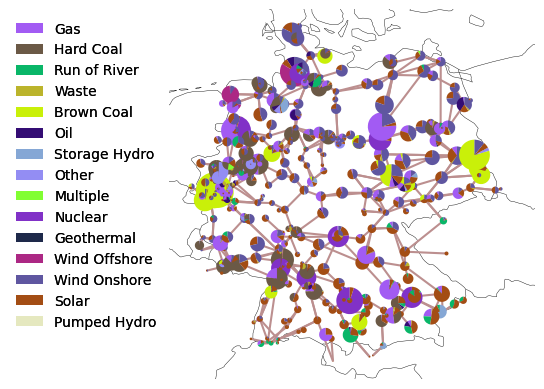 Gas
Hard Coal
Run of River
Waste
Brown Coal
Oil
Storage Hydro
Other
Multiple
Nuclear
Geothermal
Wind Offshore
Wind Onshore
Solar
Pumped Hydro